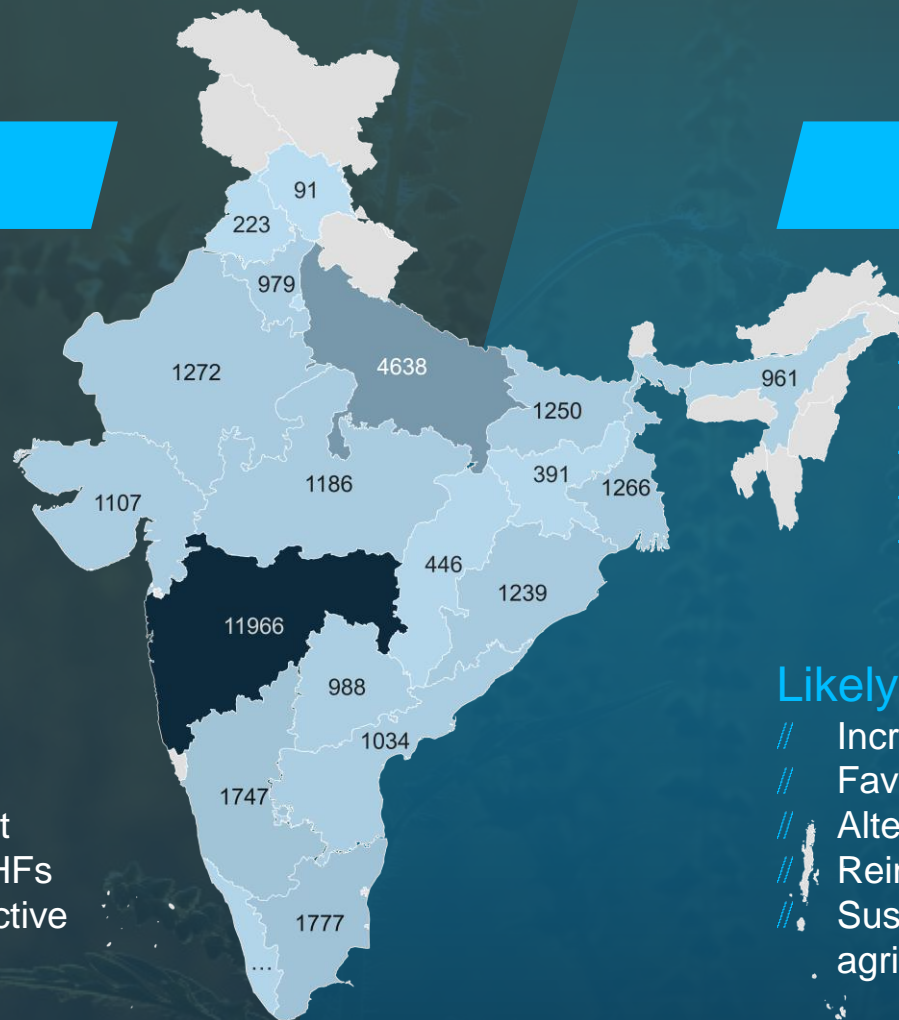 91
223
979
1272
4638
961
1250
391
1186
1266
1107
446
1239
11966
988
1034
1747
1777
...
t
HFs
ctive
Likely
// Incr
// Fav
// Alte
// Rein
// Sus
agri